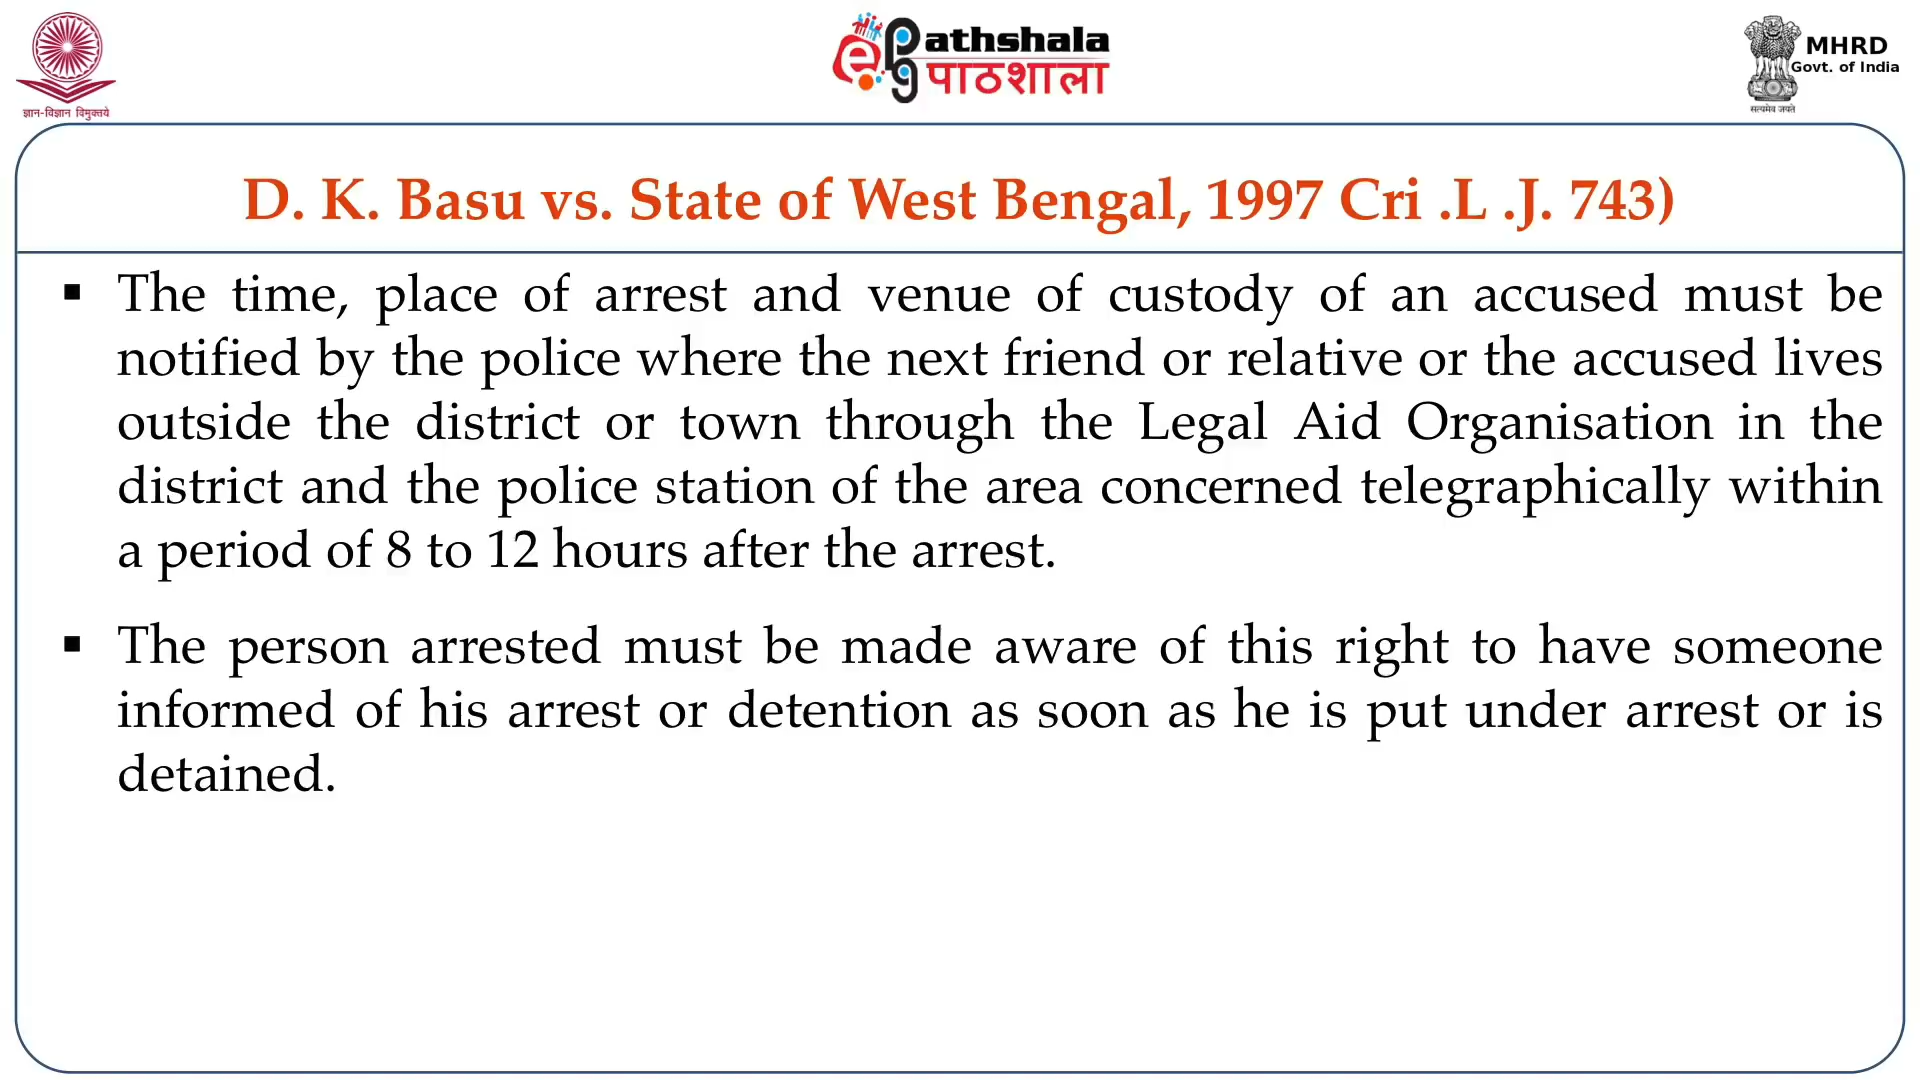 ज्ञान-विज्ञान विमुक्तये
e Pg athshala
पाठशाला
MHRD
Govt. of India
सत्यमेव जयते
D. K. Basu vs. State of West Bengal, 1997 Cri .L .J. 743)
▪ The time, place of arrest and venue of custody of an accused must be
notified by the police where the next friend or relative or the accused lives
outside the district or town through the Legal Aid Organisation in the
district and the police station of the area concerned telegraphically within
a period of 8 to 12 hours after the arrest.
▪ The person arrested must be made aware of this right to have someone
informed of his arrest or detention as soon as he is put under arrest or is
detained.